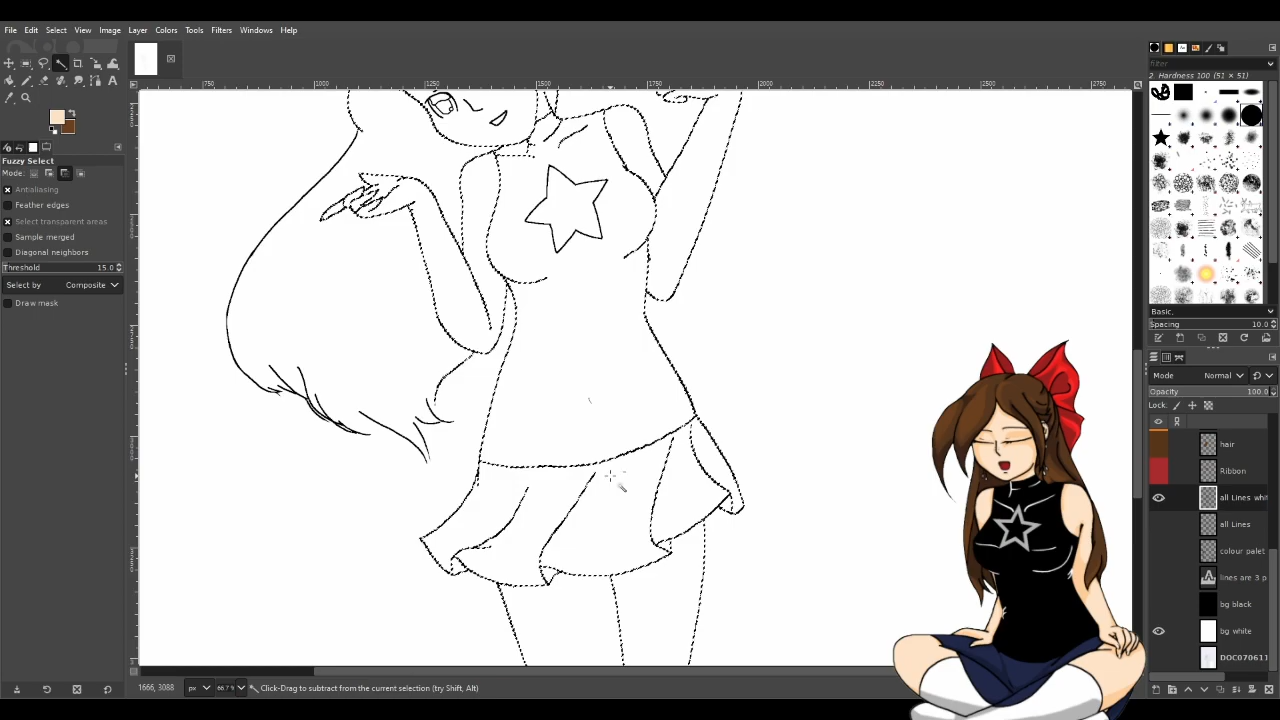 File Edit Select View Image Layer Colors Tools Filters Windows Help
filter
2. Hardness 100 (51 × 51)
750 1000 1250 1500 1750 2000 2500 2750
Fuzzy Select
Mode:
Antialiasing
Feather edges
Select transparent areas
Sample merged
Diagonal neighbors
Threshold 15.0
Select by Composite
Draw mask
Basic,
Spacing 10.0
Mode Normal
Opacity 100.0
Lock:
hair
Ribbon
all Lines whit
all Lines
colour palet
lines are 3 p
bg black
bg white
DOC070611
1666, 3088 px 66.7 % Click-Drag to subtract from the current selection (try Shift, Alt)